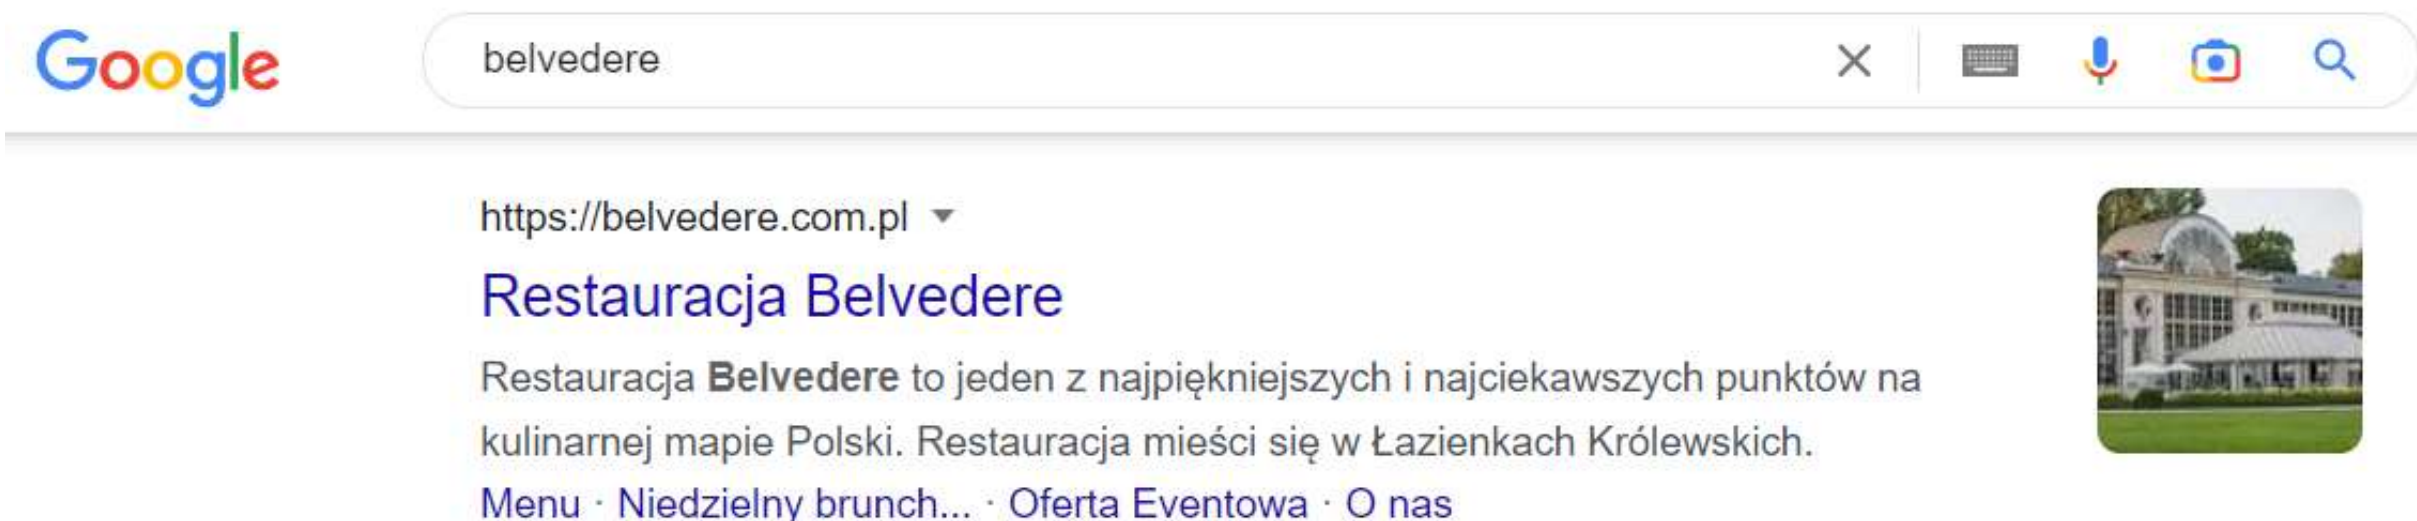 Google
belvedere
https://belvedere.com.pl
Restauracja Belvedere
Restauracja Belvedere to jeden z najpiękniejszych i najciekawszych punktów na
kulinarnej mapie Polski. Restauracja mieści się w Łazienkach Królewskich.
Menu · Niedzielny brunch... · Oferta Eventowa · O nas